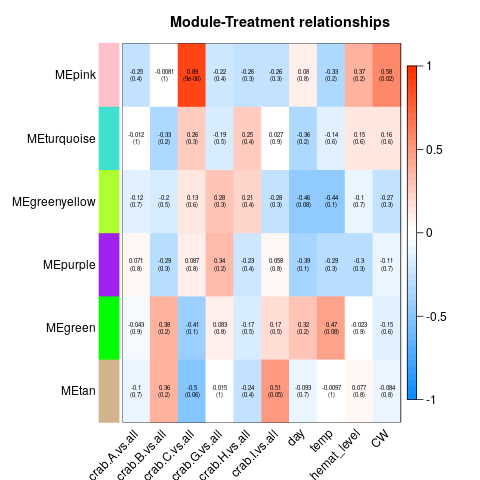 Module-Treatment relationships
MEpink
-0.25 -0.0081 0.89 -0.22 -0.26 -0.26 0.08 -0.33 0.37 0.58
(0.4) (1) (9e-06) (0.4) (0.3) (0.3) (0.8) (0.2) (0.2) (0.02)
MEturquoise
-0.012 -0.33 0.26 -0.19 0.25 0.027 -0.36 -0.14 0.15 0.16
(1) (0.2) (0.3) (0.5) (0.4) (0.9) (0.2) (0.6) (0.6) (0.6)
MEgreenyellow
-0.12 -0.2 0.13 0.28 0.21 -0.28 -0.46 -0.44 -0.1 -0.27
(0.7) (0.5) (0.6) (0.3) (0.4) (0.3) (0.08) (0.1) (0.7) (0.3)
MEpurple
0.071 -0.29 0.087 0.34 -0.23 0.058 -0.39 -0.29 -0.3 -0.11
(0.8) (0.3) (0.8) (0.2) (0.4) (0.8) (0.1) (0.3) (0.3) (0.7)
MEgreen
-0.043 0.38 -0.41 0.083 -0.17 0.17 0.32 0.47 -0.023 -0.15
(0.9) (0.2) (0.1) (0.8) (0.5) (0.5) (0.2) (0.08) (0.9) (0.6)
MEtan
-0.1 0.36 -0.5 0.015 -0.24 0.51 -0.093 -0.0097 0.077 -0.084
(0.7) (0.2) (0.06) (1) (0.4) (0.05) (0.7) (1) (0.8) (0.8)
crab.A.vs.all
crab.B.vs.all
crab.C.vs.all
crab.G.vs.all
crab.H.vs.all
crab.I.vs.all
day
temp
hemat_level
CW
1
0.5
0
-0.5
-1